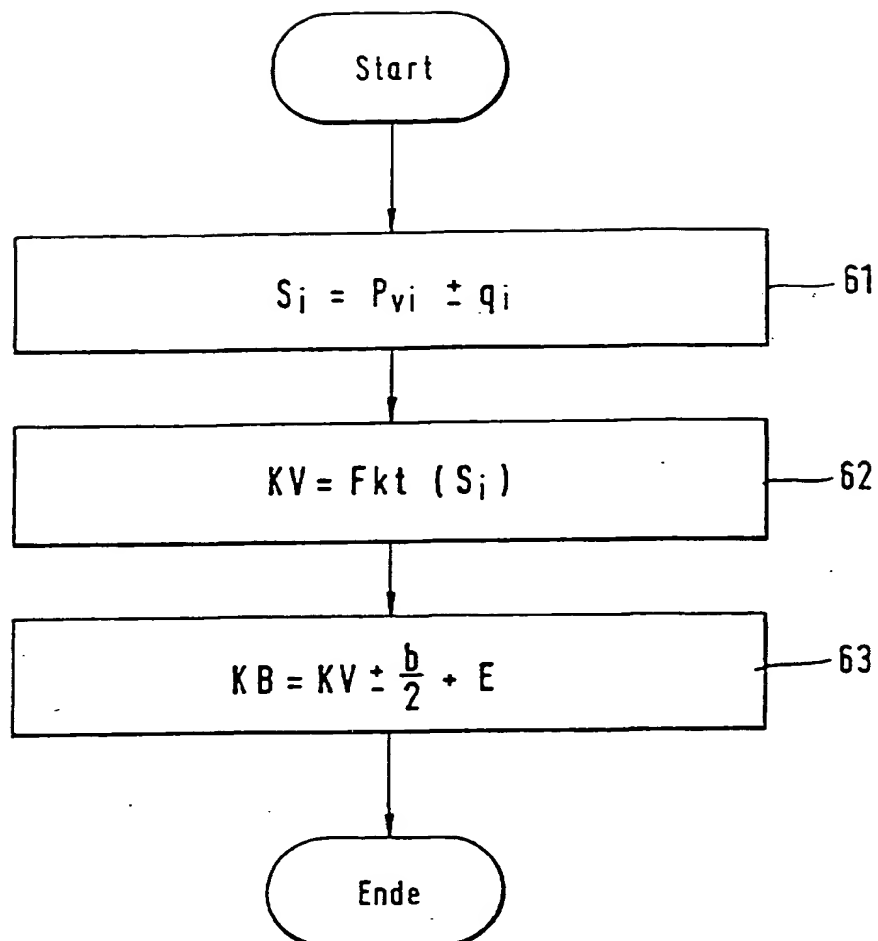 Start
Si = Pvi ± qi
61
KV = Fkt (Si)
62
KB = KV ± b/2 + E
63
Ende